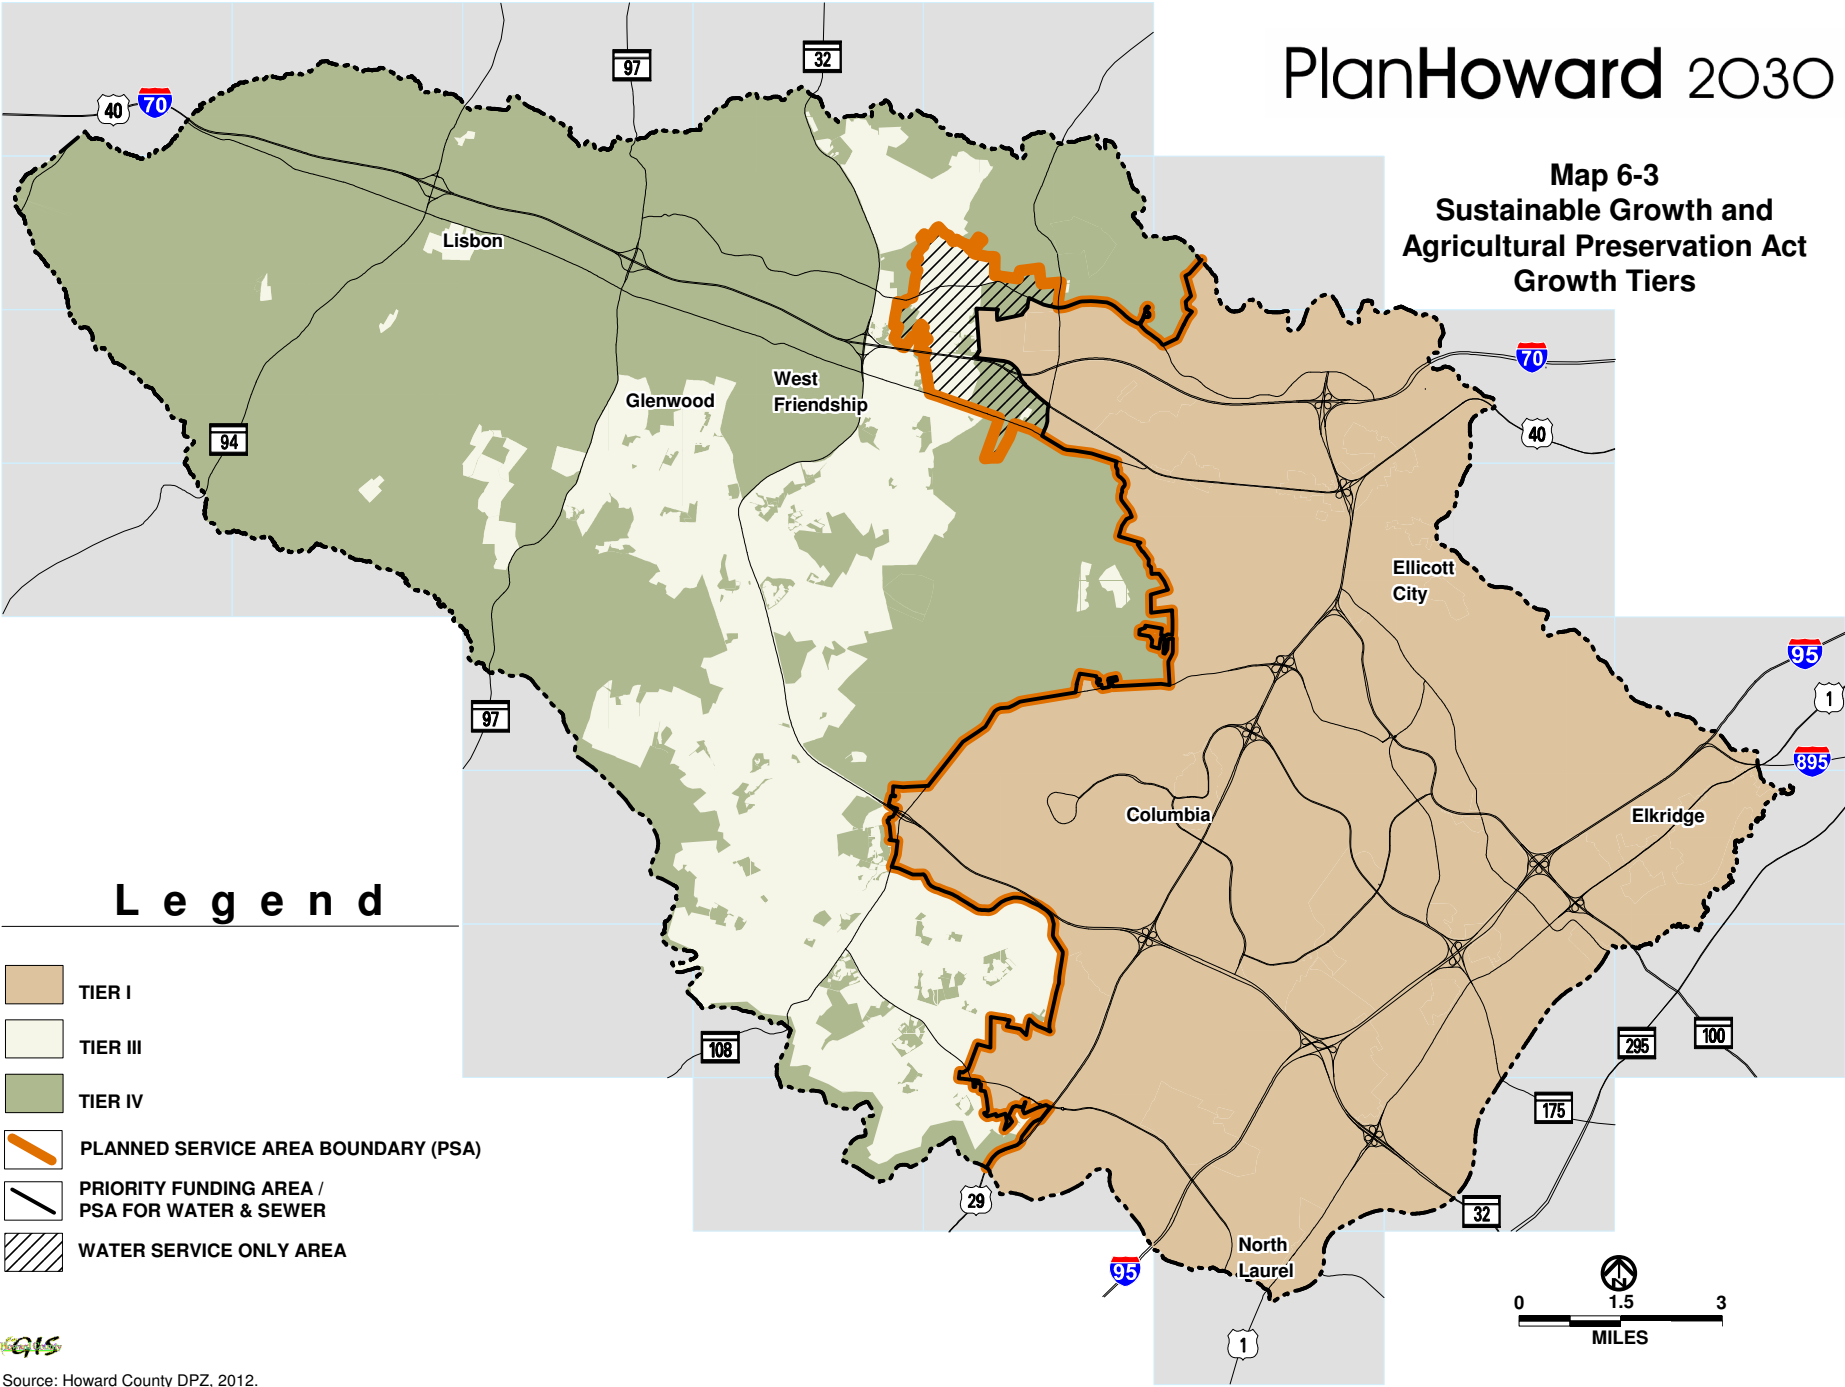 PlanHoward 2030
Map 6-3
Sustainable Growth and
Agricultural Preservation Act
Growth Tiers
97
32
40
70
Lisbon
70
West
Friendship
Glenwood
40
94
Ellicott
City
95
1
97
895
Columbia
Elkridge
Legend
TIER I
TIER III
TIER IV
PLANNED SERVICE AREA BOUNDARY (PSA)
PRIORITY FUNDING AREA /
PSA FOR WATER & SEWER
WATER SERVICE ONLY AREA
108
295
100
175
29
32
North
Laurel
95
1
N
0 1.5 3
MILES
Howard County
GIS
Source: Howard County DPZ, 2012.